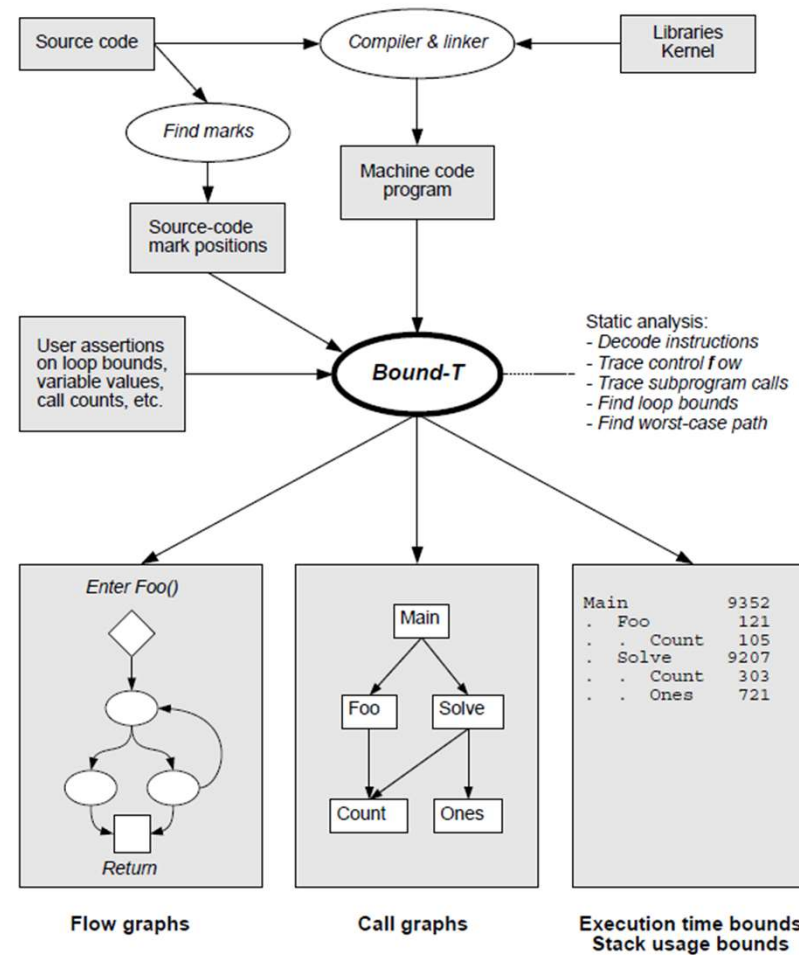 Source code
Compiler & linker
Libraries
Kernel
Find marks
Machine code
program
Source-code
mark positions
User assertions
on loop bounds,
variable values,
call counts, etc.
Bound-T
Static analysis:
- Decode instructions
- Trace control flow
- Trace subprogram calls
- Find loop bounds
- Find worst-case path
Enter Foo()
Return
Main
Foo
Solve
Count
Ones
Main 9352
. Foo 121
. . Count 105
. Solve 9207
. . Count 303
. . Ones 721
Flow graphs
Call graphs
Execution time bounds
Stack usage bounds